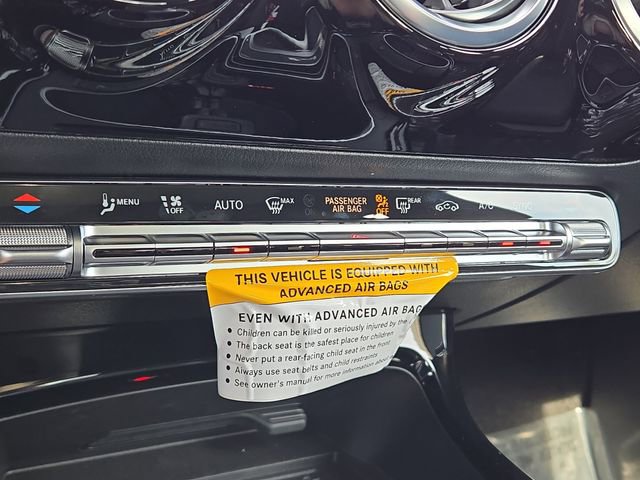 MENU OFF AUTO MAX PASSENGER AIR BAG OFF REAR A/C SYNC
THIS VEHICLE IS EQUIPPED WITH
ADVANCED AIR BAGS
EVEN WITH ADVANCED AIR BAG
• Children can be killed or seriously injured by the
• The back seat is the safest place for children
• Never put a rear-facing child seat in the front
• Always use seat belts and child restraints
• See owner's manual for more information about